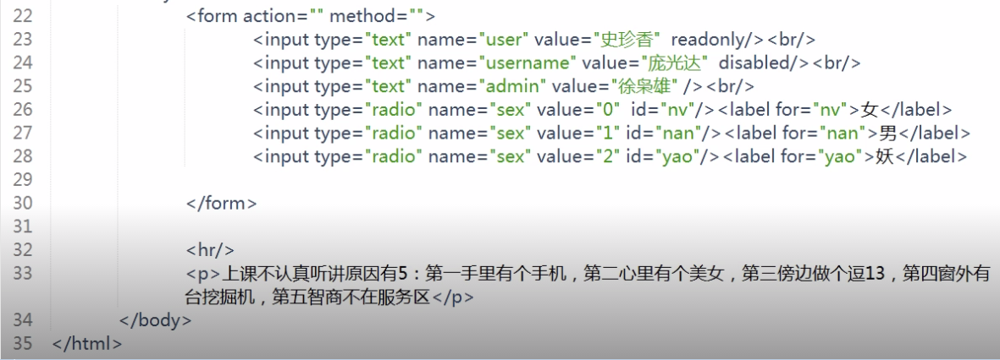 22 <form action="" method="">
23 <input type="text" name="user" value="史珍香" readonly/><br/>
24 <input type="text" name="username" value="庞光达" disabled/><br/>
25 <input type="text" name="admin" value="徐枭雄" /><br/>
26 <input type="radio" name="sex" value="0" id="nv"/><label for="nv">女</label>
27 <input type="radio" name="sex" value="1" id="nan"/><label for="nan">男</label>
28 <input type="radio" name="sex" value="2" id="yao"/><label for="yao">妖</label>
29
30 </form>
31
32 <hr/>
33 <p>上课不认真听讲原因有5：第一手里有个手机，第二心里有个美女，第三傍边做个逗13，第四窗外有
台挖掘机，第五智商不在服务区</p>
34 </body>
35 </html>